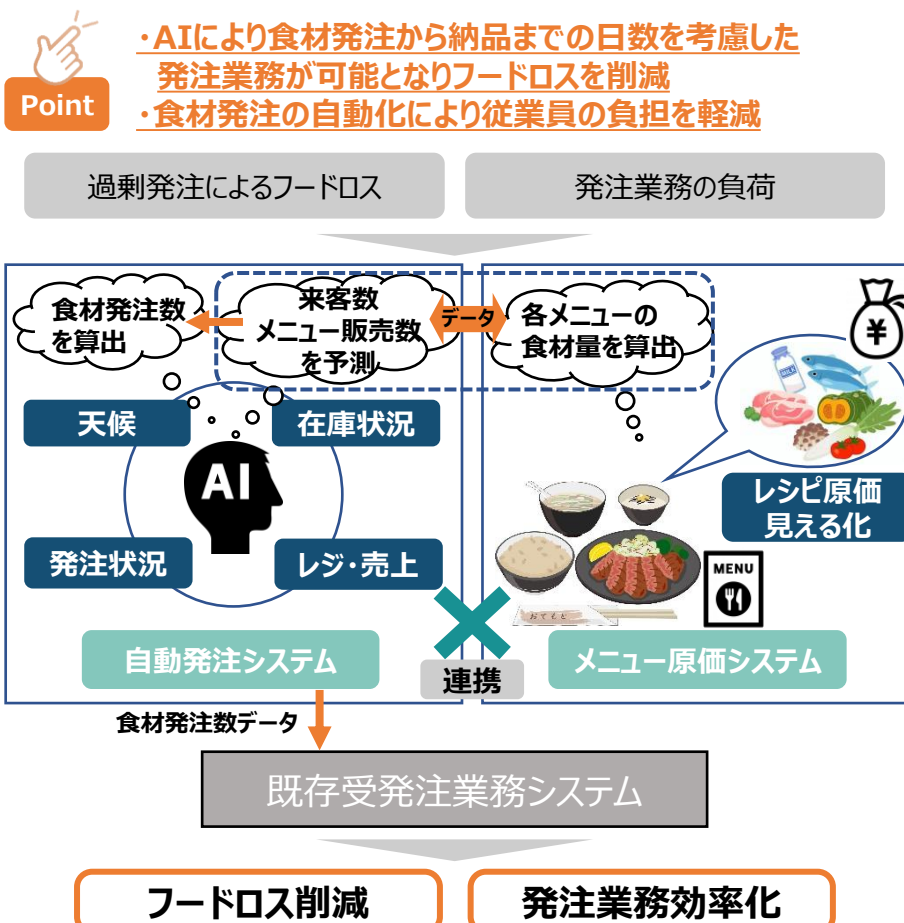 ・AIにより食材発注から納品までの日数を考慮した
発注業務が可能となりフードロスを削減
・食材発注の自動化により従業員の負担を軽減
Point
過剰発注によるフードロス
発注業務の負荷
食材発注数
を算出
来客数
メニュー販売数
を予測
データ
各メニューの
食材量を算出
¥
MILK
天候
在庫状況
AI
発注状況
レジ・売上
レシピ原価
見える化
MENU
おてもと
自動発注システム
連携
メニュー原価システム
食材発注数データ
既存受発注業務システム
フードロス削減
発注業務効率化